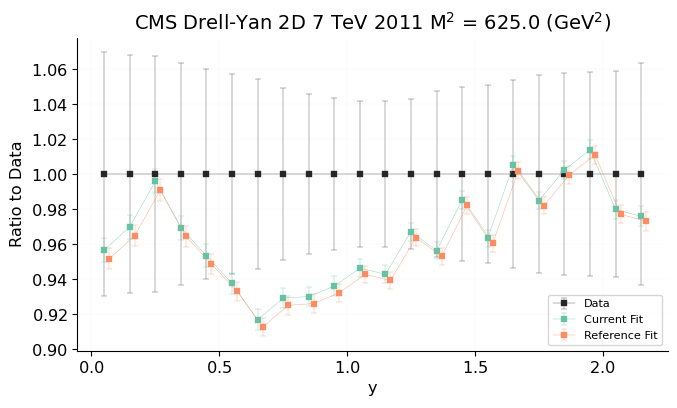 CMS Drell-Yan 2D 7 TeV 2011 M² = 625.0 (GeV²)
Ratio to Data
1.06
1.04
1.02
1.00
0.98
0.96
0.94
0.92
0.90
0.0
0.5
1.0
1.5
2.0
y
Data
Current Fit
Reference Fit